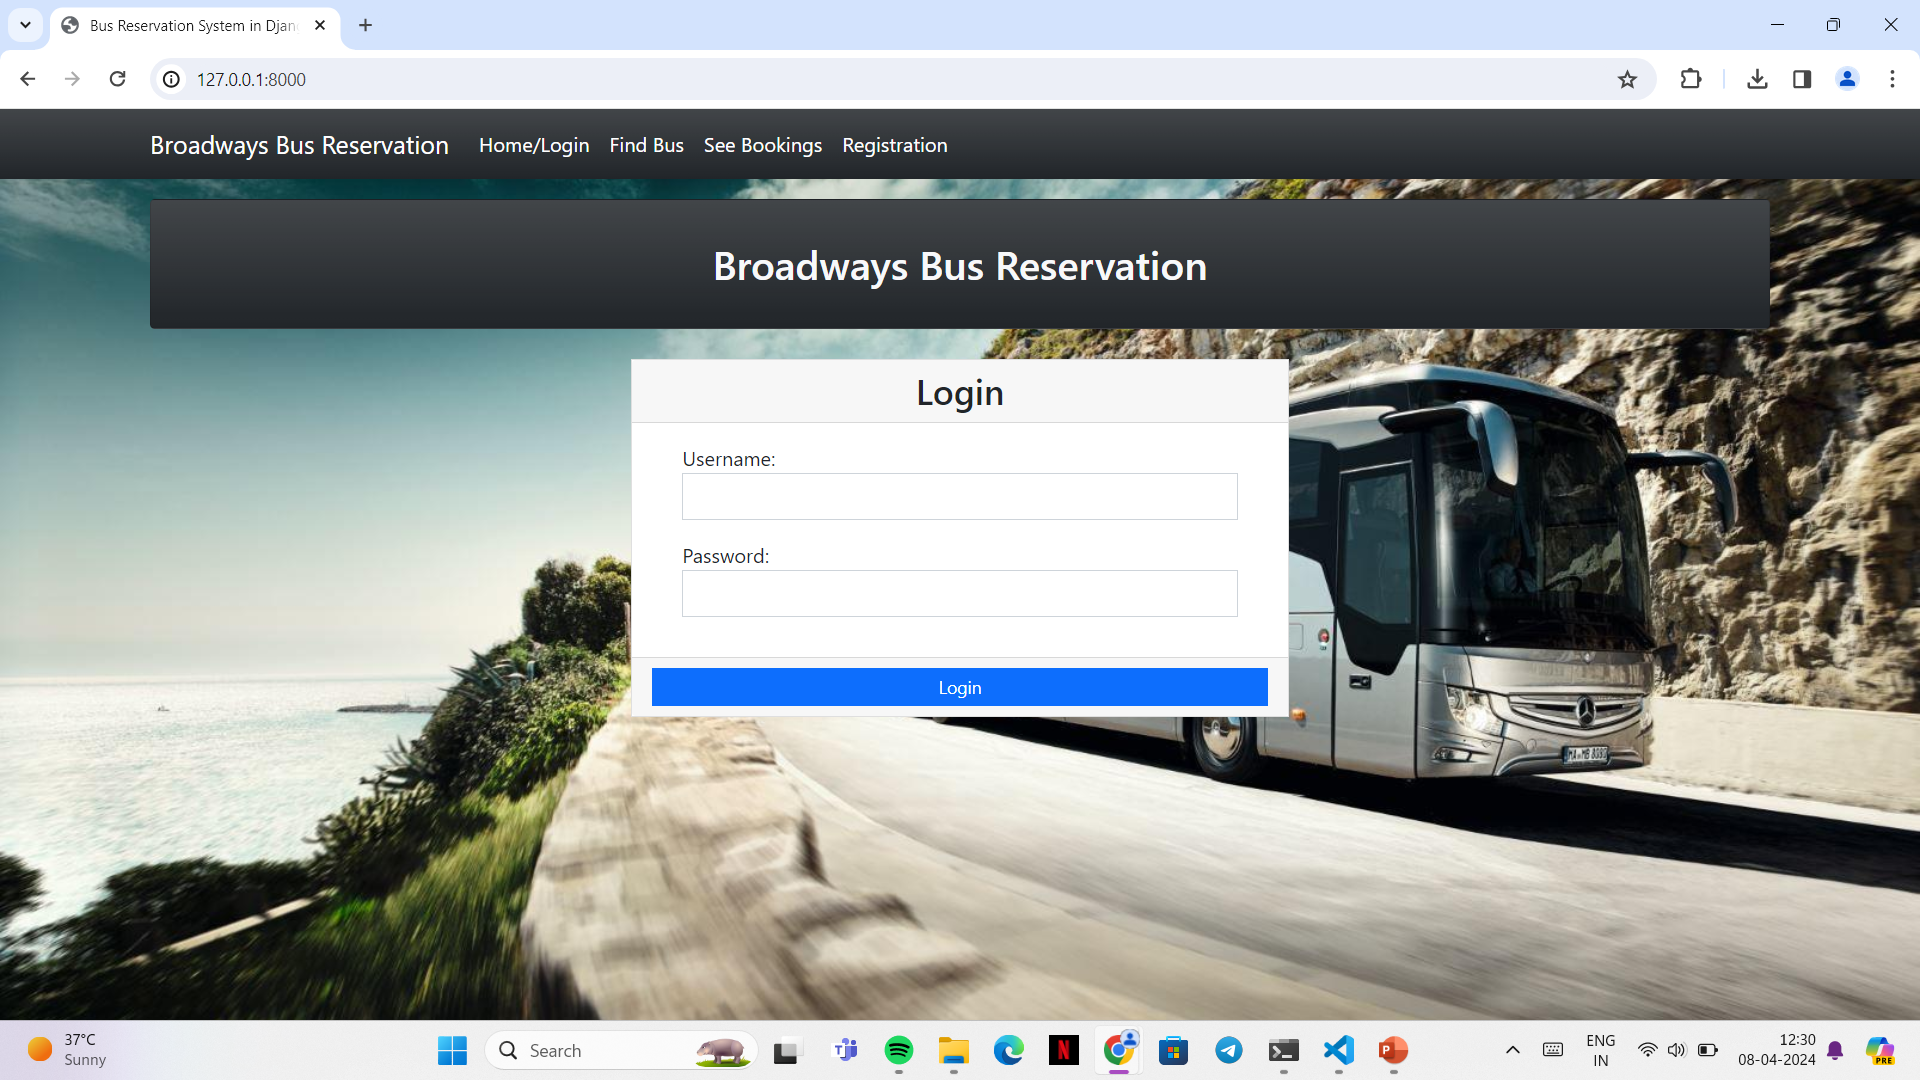 Bus Reservation System in Djan
127.0.0.1:8000
Broadways Bus Reservation Home/Login Find Bus See Bookings Registration
Broadways Bus Reservation
Login
Username:
Password:
Login
37°C
Sunny
Search
ENG
IN
12:30
08-04-2024
PRE